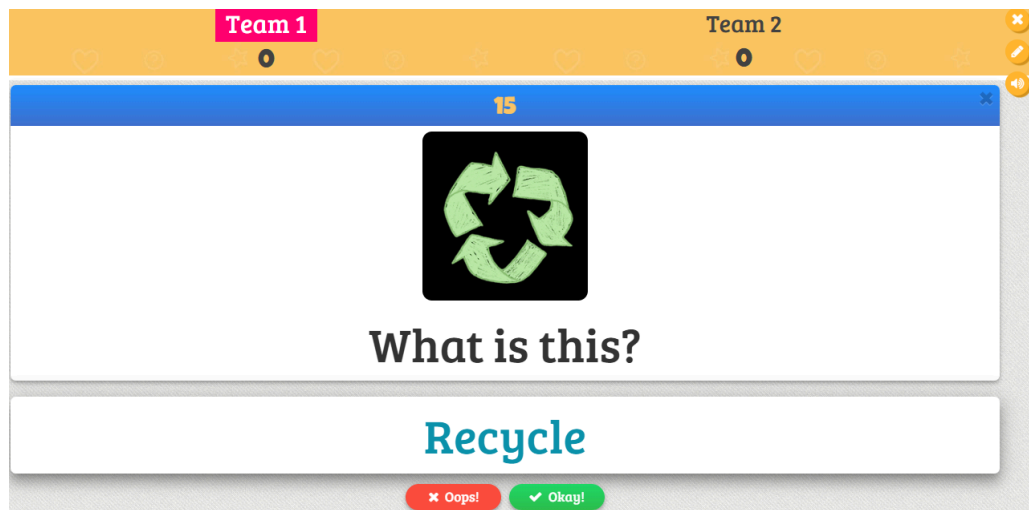 Team 1
Team 2
0
0
15
What is this?
Recycle
Oops!
Okay!